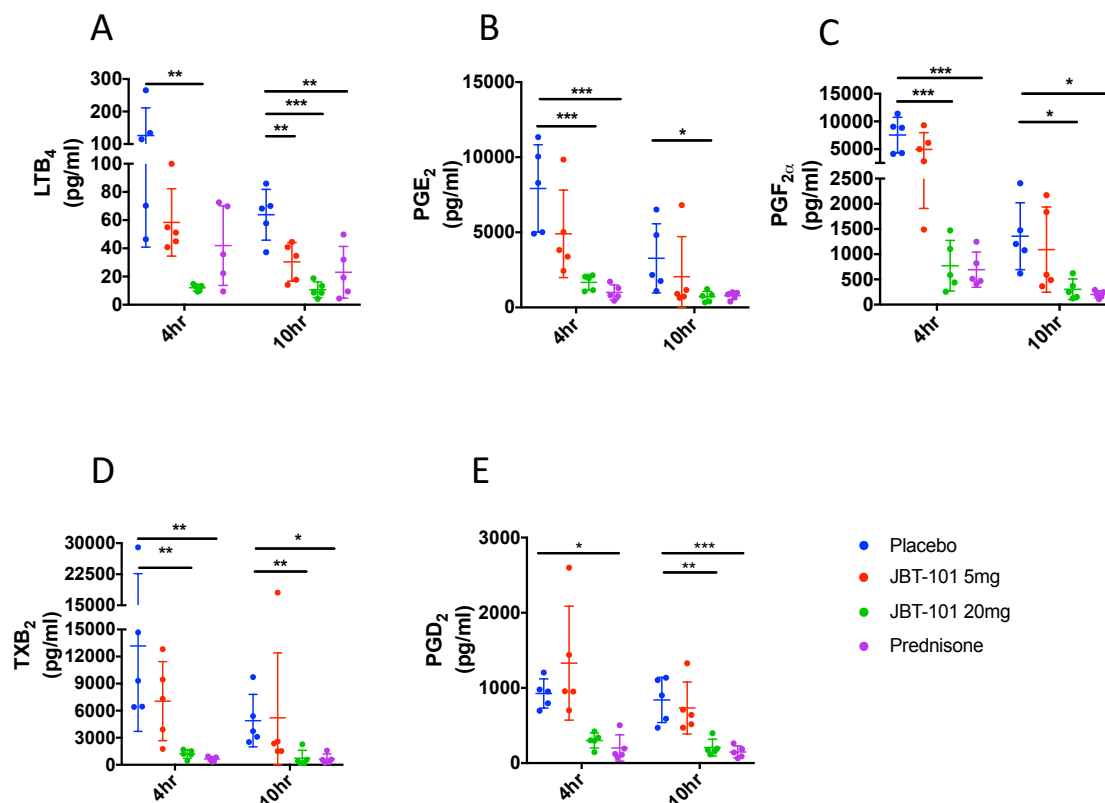 A
LTB4
(pg/ml)
300
200
100
100
80
60
40
20
0
**
**
***
**
4hr
10hr
B
PGE2
(pg/ml)
15000
10000
5000
0
***
***
*
4hr
10hr
C
PGF2α
(pg/ml)
15000
10000
5000
2500
2000
1500
1000
500
0
***
***
*
*
4hr
10hr
D
TXB2
(pg/ml)
30000
22500
15000
15000
12000
9000
6000
3000
0
**
**
*
**
4hr
10hr
E
PGD2
(pg/ml)
3000
2000
1000
0
*
***
**
4hr
10hr
Placebo
JBT-101 5mg
JBT-101 20mg
Prednisone